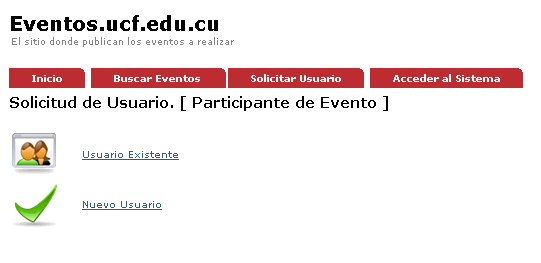 Eventos.ucf.edu.cu
El sitio donde publican los eventos a realizar
Inicio Buscar Eventos Solicitar Usuario Acceder al Sistema
Solicitud de Usuario. [ Participante de Evento ]
Usuario Existente
Nuevo Usuario